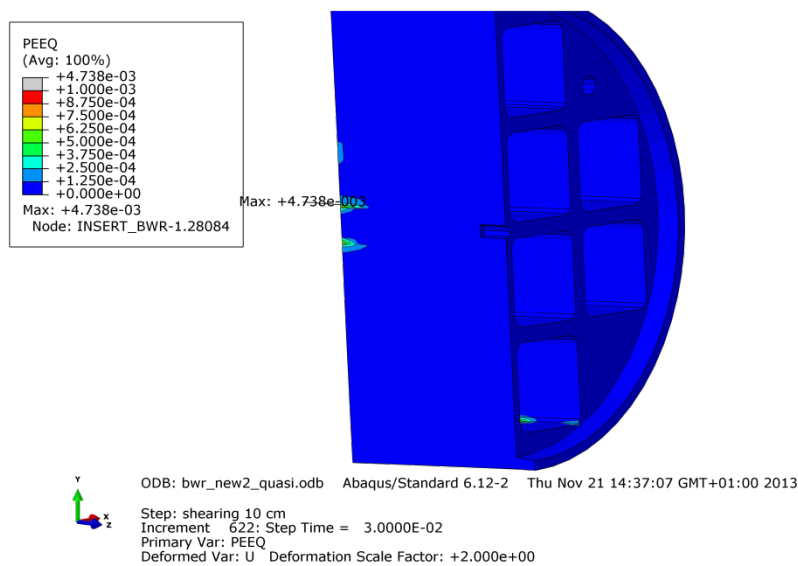 PEEQ
(Avg: 100%)
+4.738e-03
+1.000e-03
+8.750e-04
+7.500e-04
+6.250e-04
+5.000e-04
+3.750e-04
+2.500e-04
+1.250e-04
+0.000e+00
Max: +4.738e-03
Node: INSERT_BWR-1.28084
Max: +4.738e-003
Y
X
Z
ODB: bwr_new2_quasi.odb Abaqus/Standard 6.12-2 Thu Nov 21 14:37:07 GMT+01:00 2013
Step: shearing 10 cm
Increment 622: Step Time = 3.0000E-02
Primary Var: PEEQ
Deformed Var: U Deformation Scale Factor: +2.000e+00